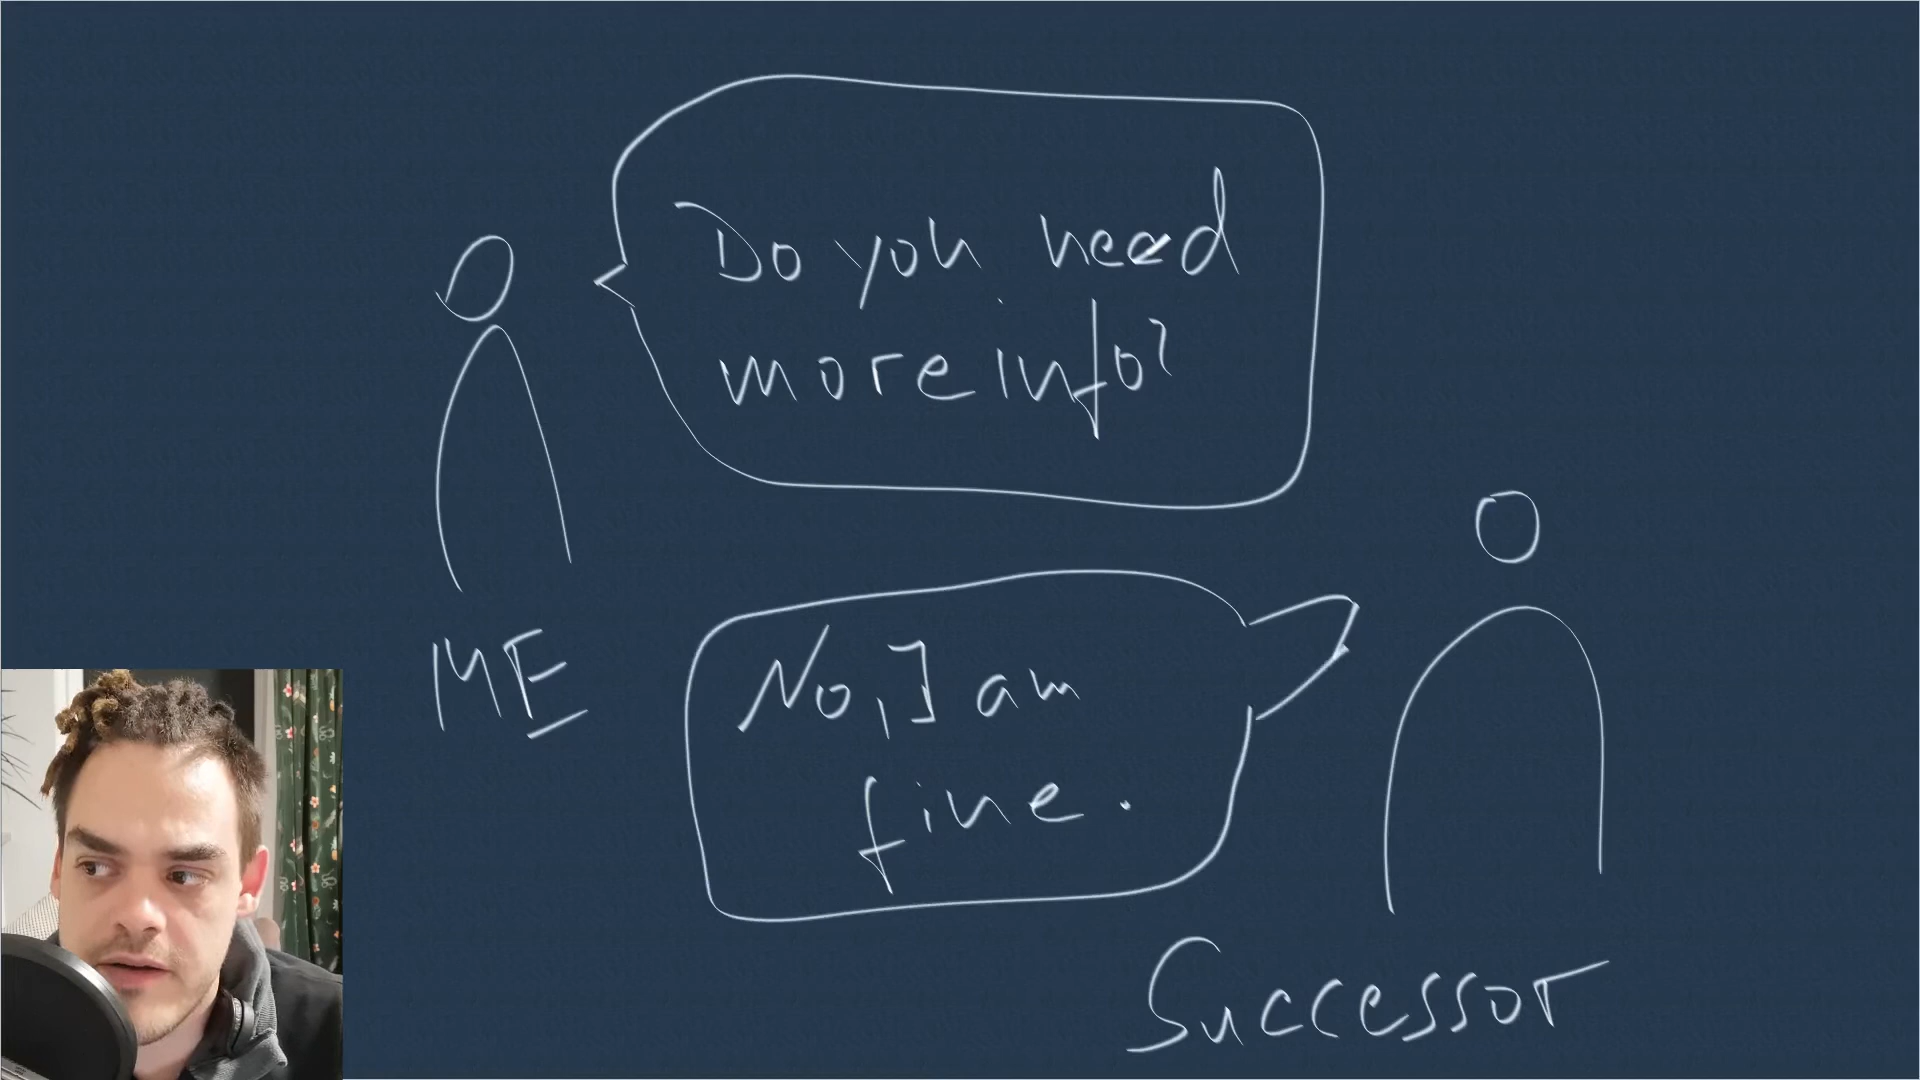 Do you need
more info?
ME
No, I am
fine.
Successor